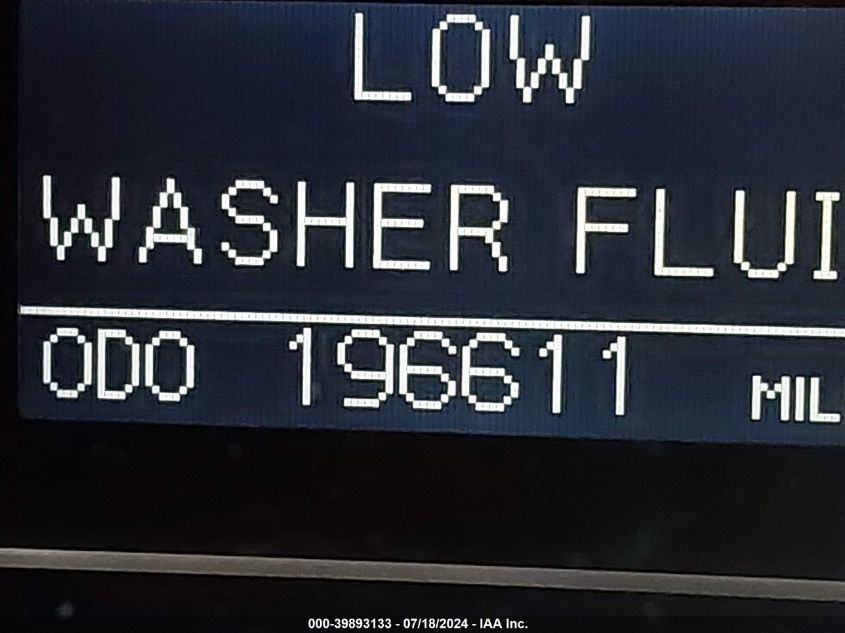 LOW
WASHER FLUI
ODO 196611 MIL
000-39893133 - 07/18/2024 - IAA Inc.